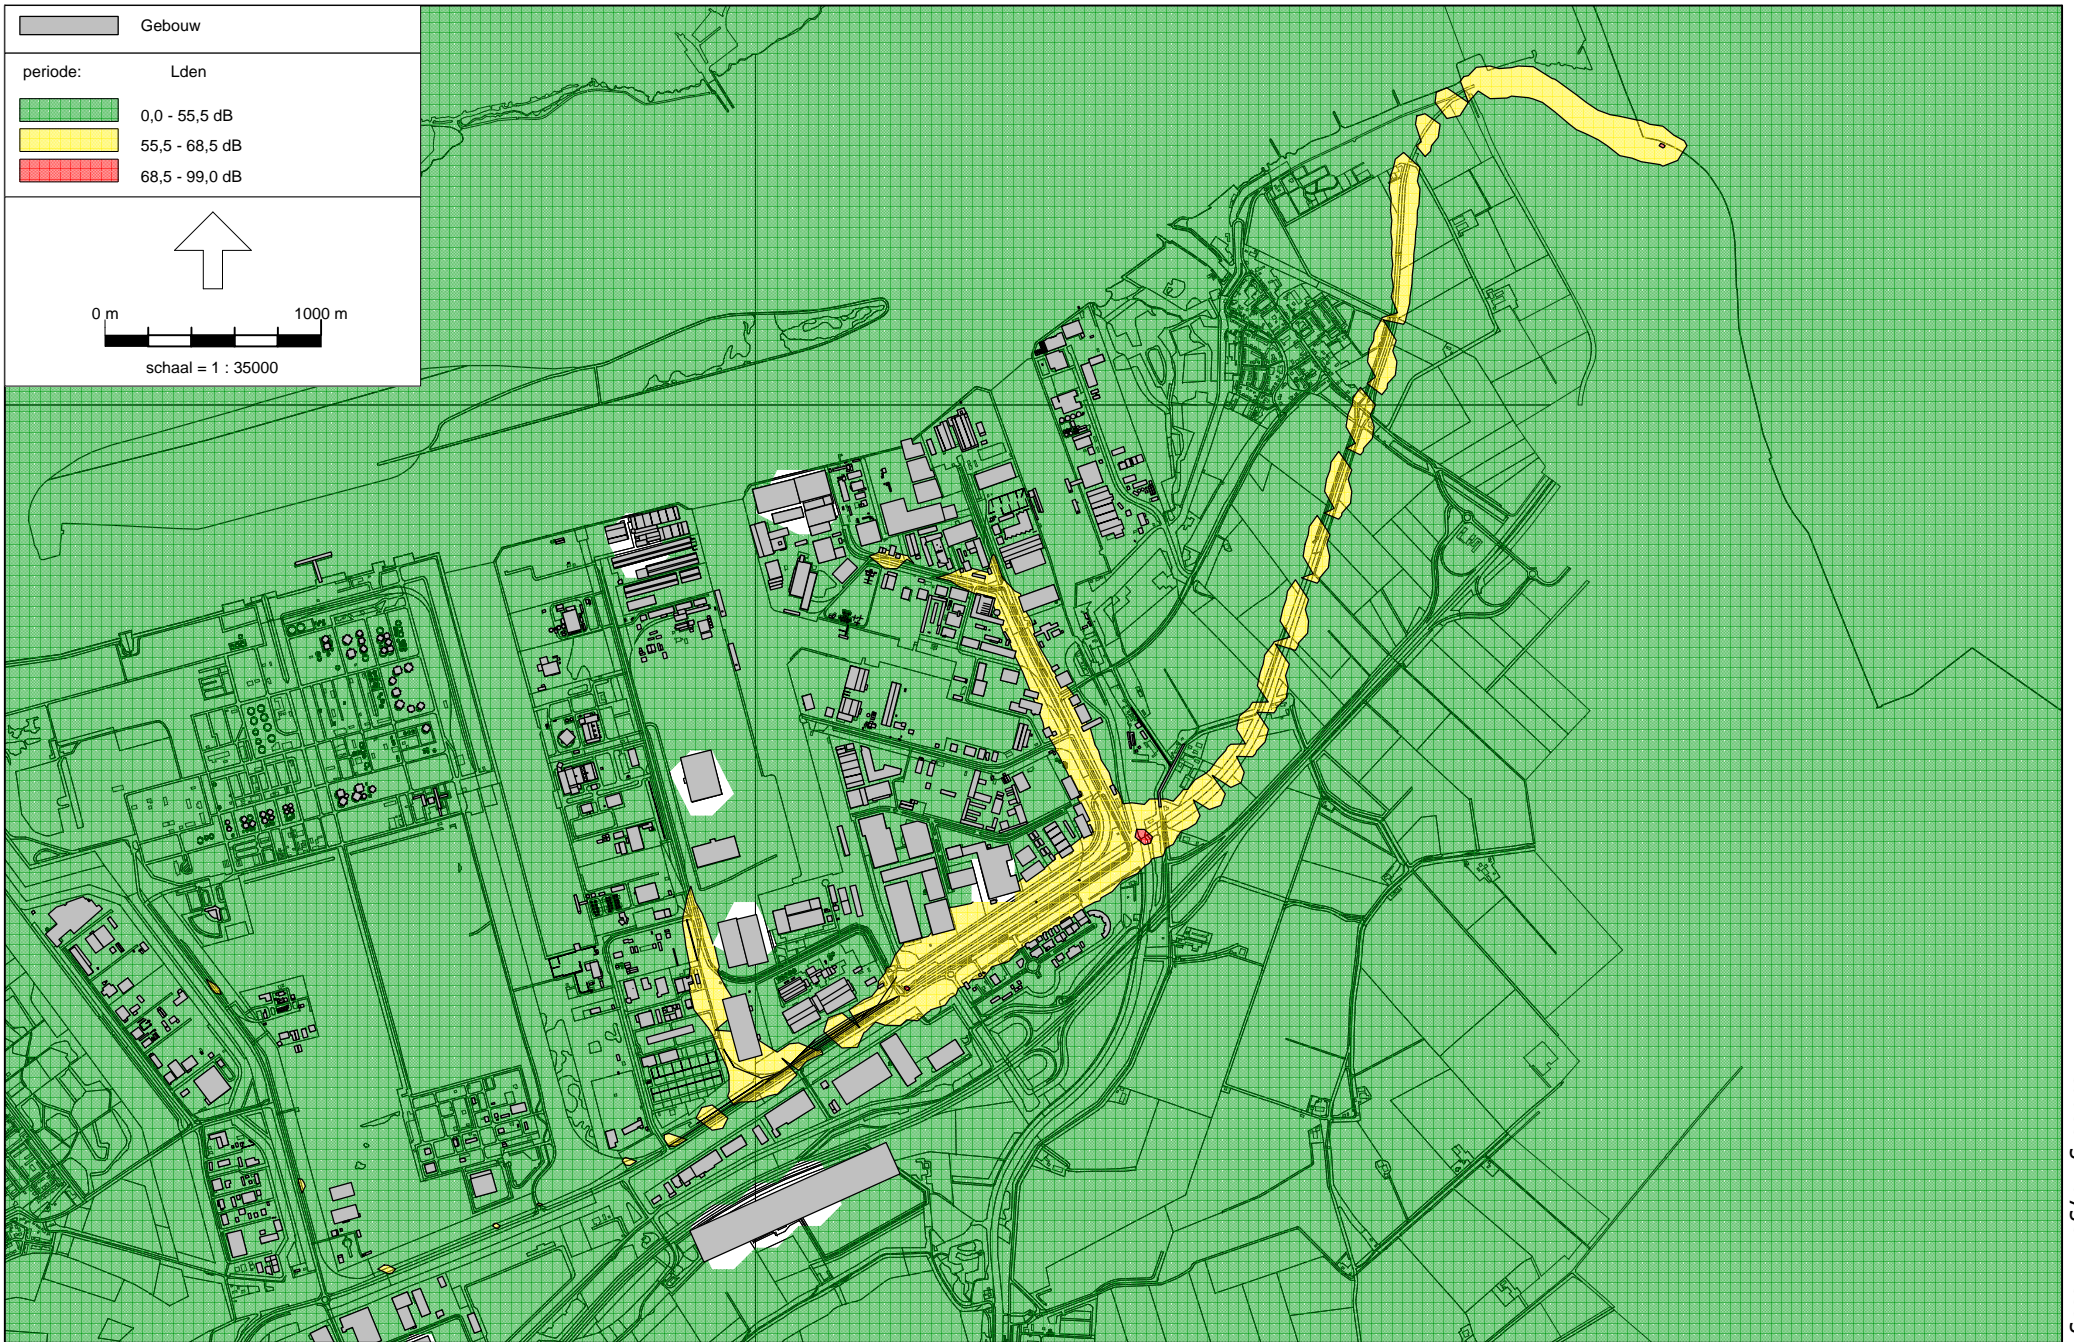 Gebouw
periode: Lden
0,0 - 55,5 dB
55,5 - 68,5 dB
68,5 - 99,0 dB
0 m 1000 m
schaal = 1 : 35000